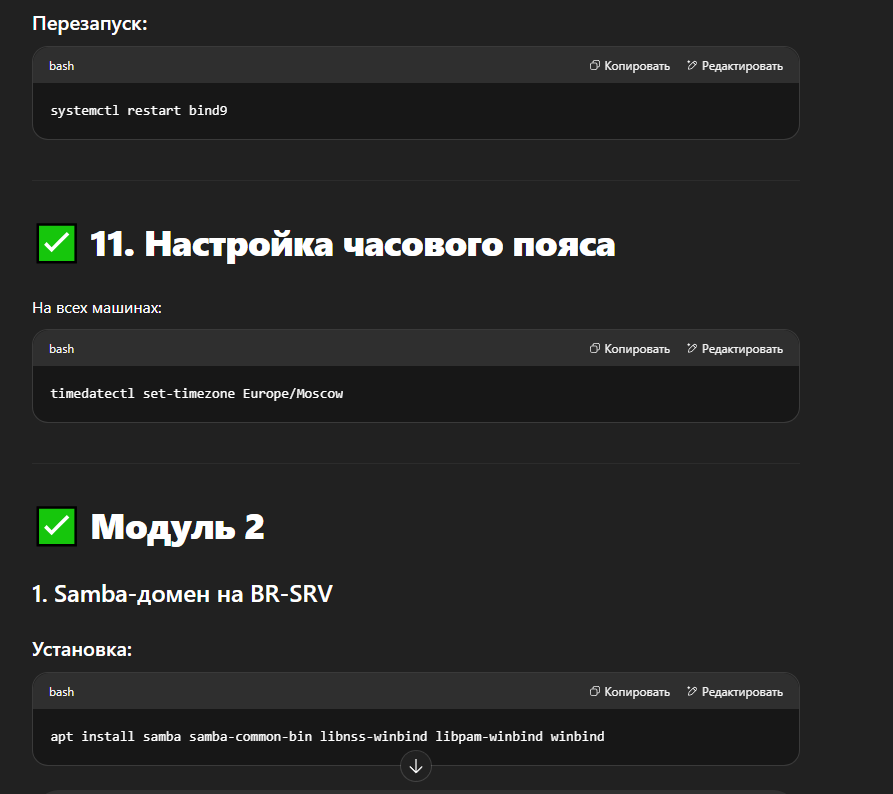 Перезапуск:
bash Копировать Редактировать
systemctl restart bind9
✅ 11. Настройка часового пояса
На всех машинах:
bash Копировать Редактировать
timedatectl set-timezone Europe/Moscow
✅ Модуль 2
1. Samba-домен на BR-SRV
Установка:
bash Копировать Редактировать
apt install samba samba-common-bin libnss-winbind libpam-winbind winbind